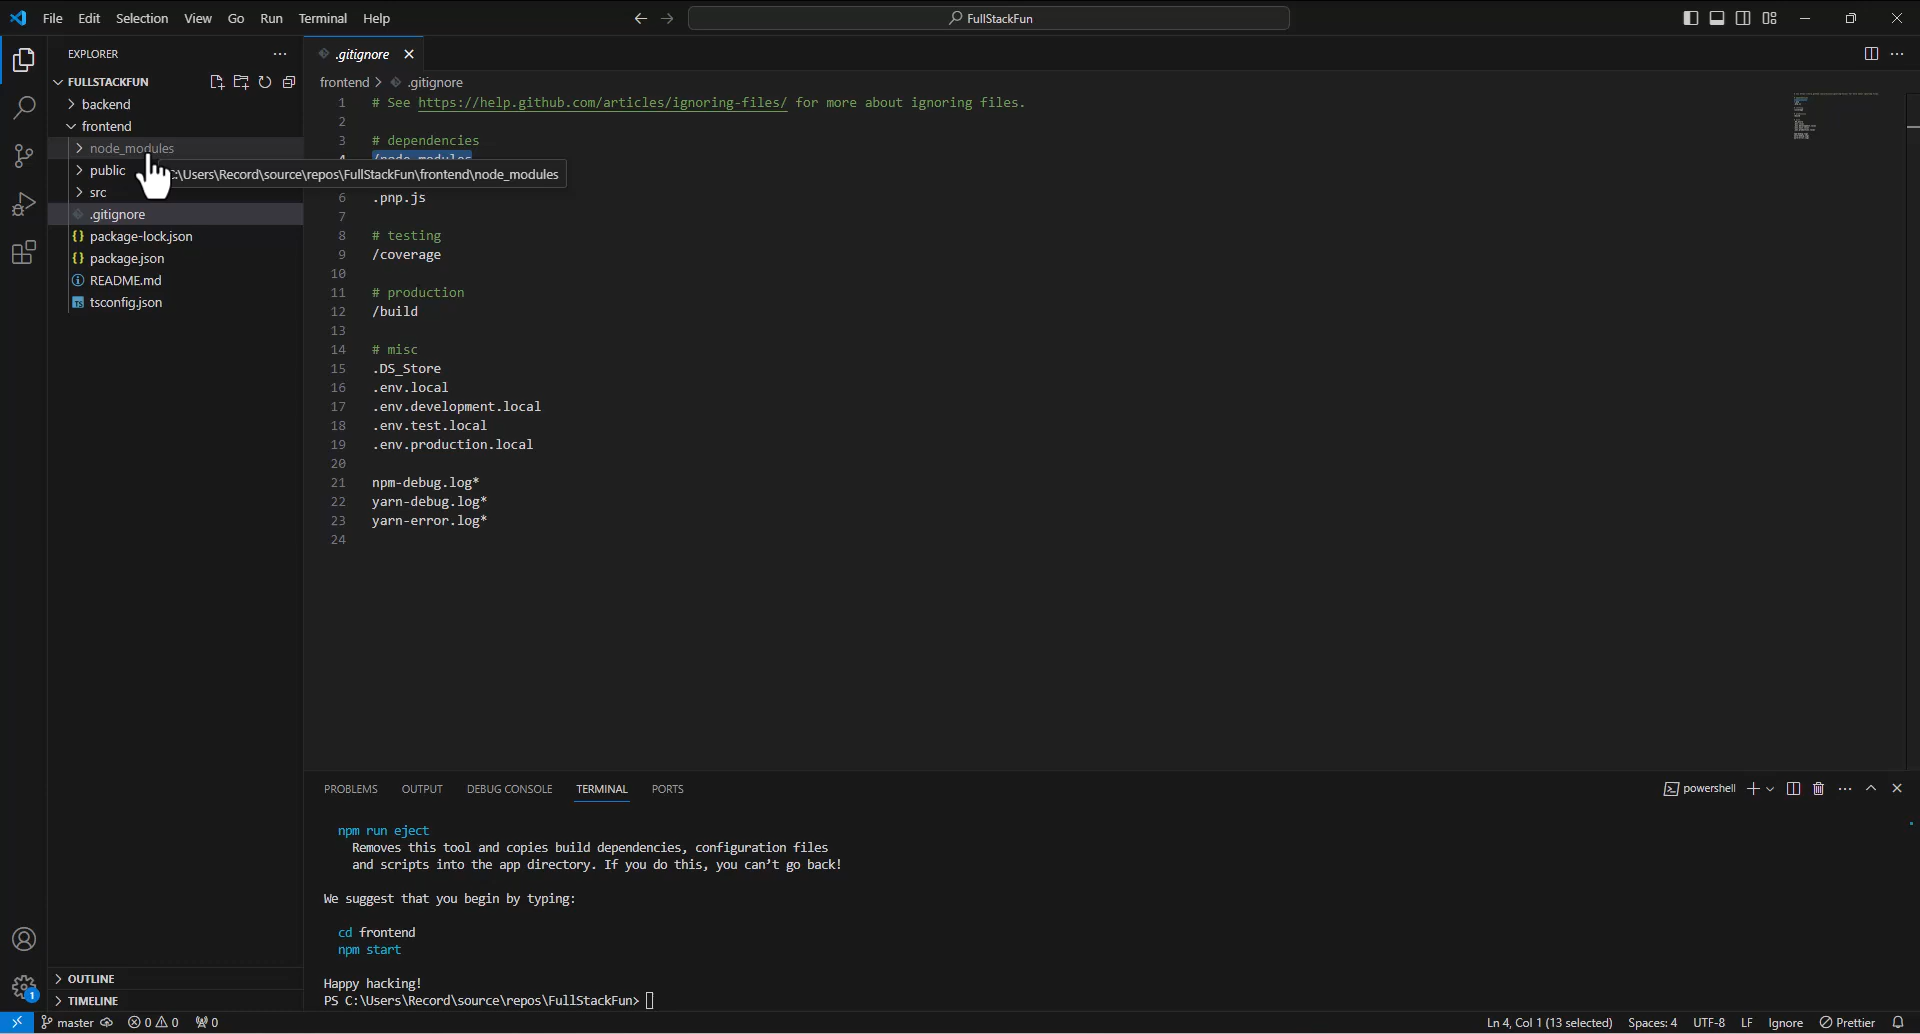 File Edit Selection View Go Run Terminal Help
FullStackFun
EXPLORER
FULLSTACKFUN
backend
frontend
node_modules
public
src
.gitignore
package-lock.json
package.json
README.md
tsconfig.json
OUTLINE
TIMELINE
.gitignore
frontend > .gitignore
1 # See https://help.github.com/articles/ignoring-files/ for more about ignoring files.
2
3 # dependencies
4 /node_modules
:\Users\Record\source\repos\FullStackFun\frontend\node_modules
6 .pnp.js
7
8 # testing
9 /coverage
10
11 # production
12 /build
13
14 # misc
15 .DS_Store
16 .env.local
17 .env.development.local
18 .env.test.local
19 .env.production.local
20
21 npm-debug.log*
22 yarn-debug.log*
23 yarn-error.log*
24
PROBLEMS OUTPUT DEBUG CONSOLE TERMINAL PORTS
powershell
npm run eject
Removes this tool and copies build dependencies, configuration files
and scripts into the app directory. If you do this, you can’t go back!
We suggest that you begin by typing:
cd frontend
npm start
Happy hacking!
PS C:\Users\Record\source\repos\FullStackFun>
1
master 0 0 0
Ln 4, Col 1 (13 selected) Spaces: 4 UTF-8 LF Ignore Prettier